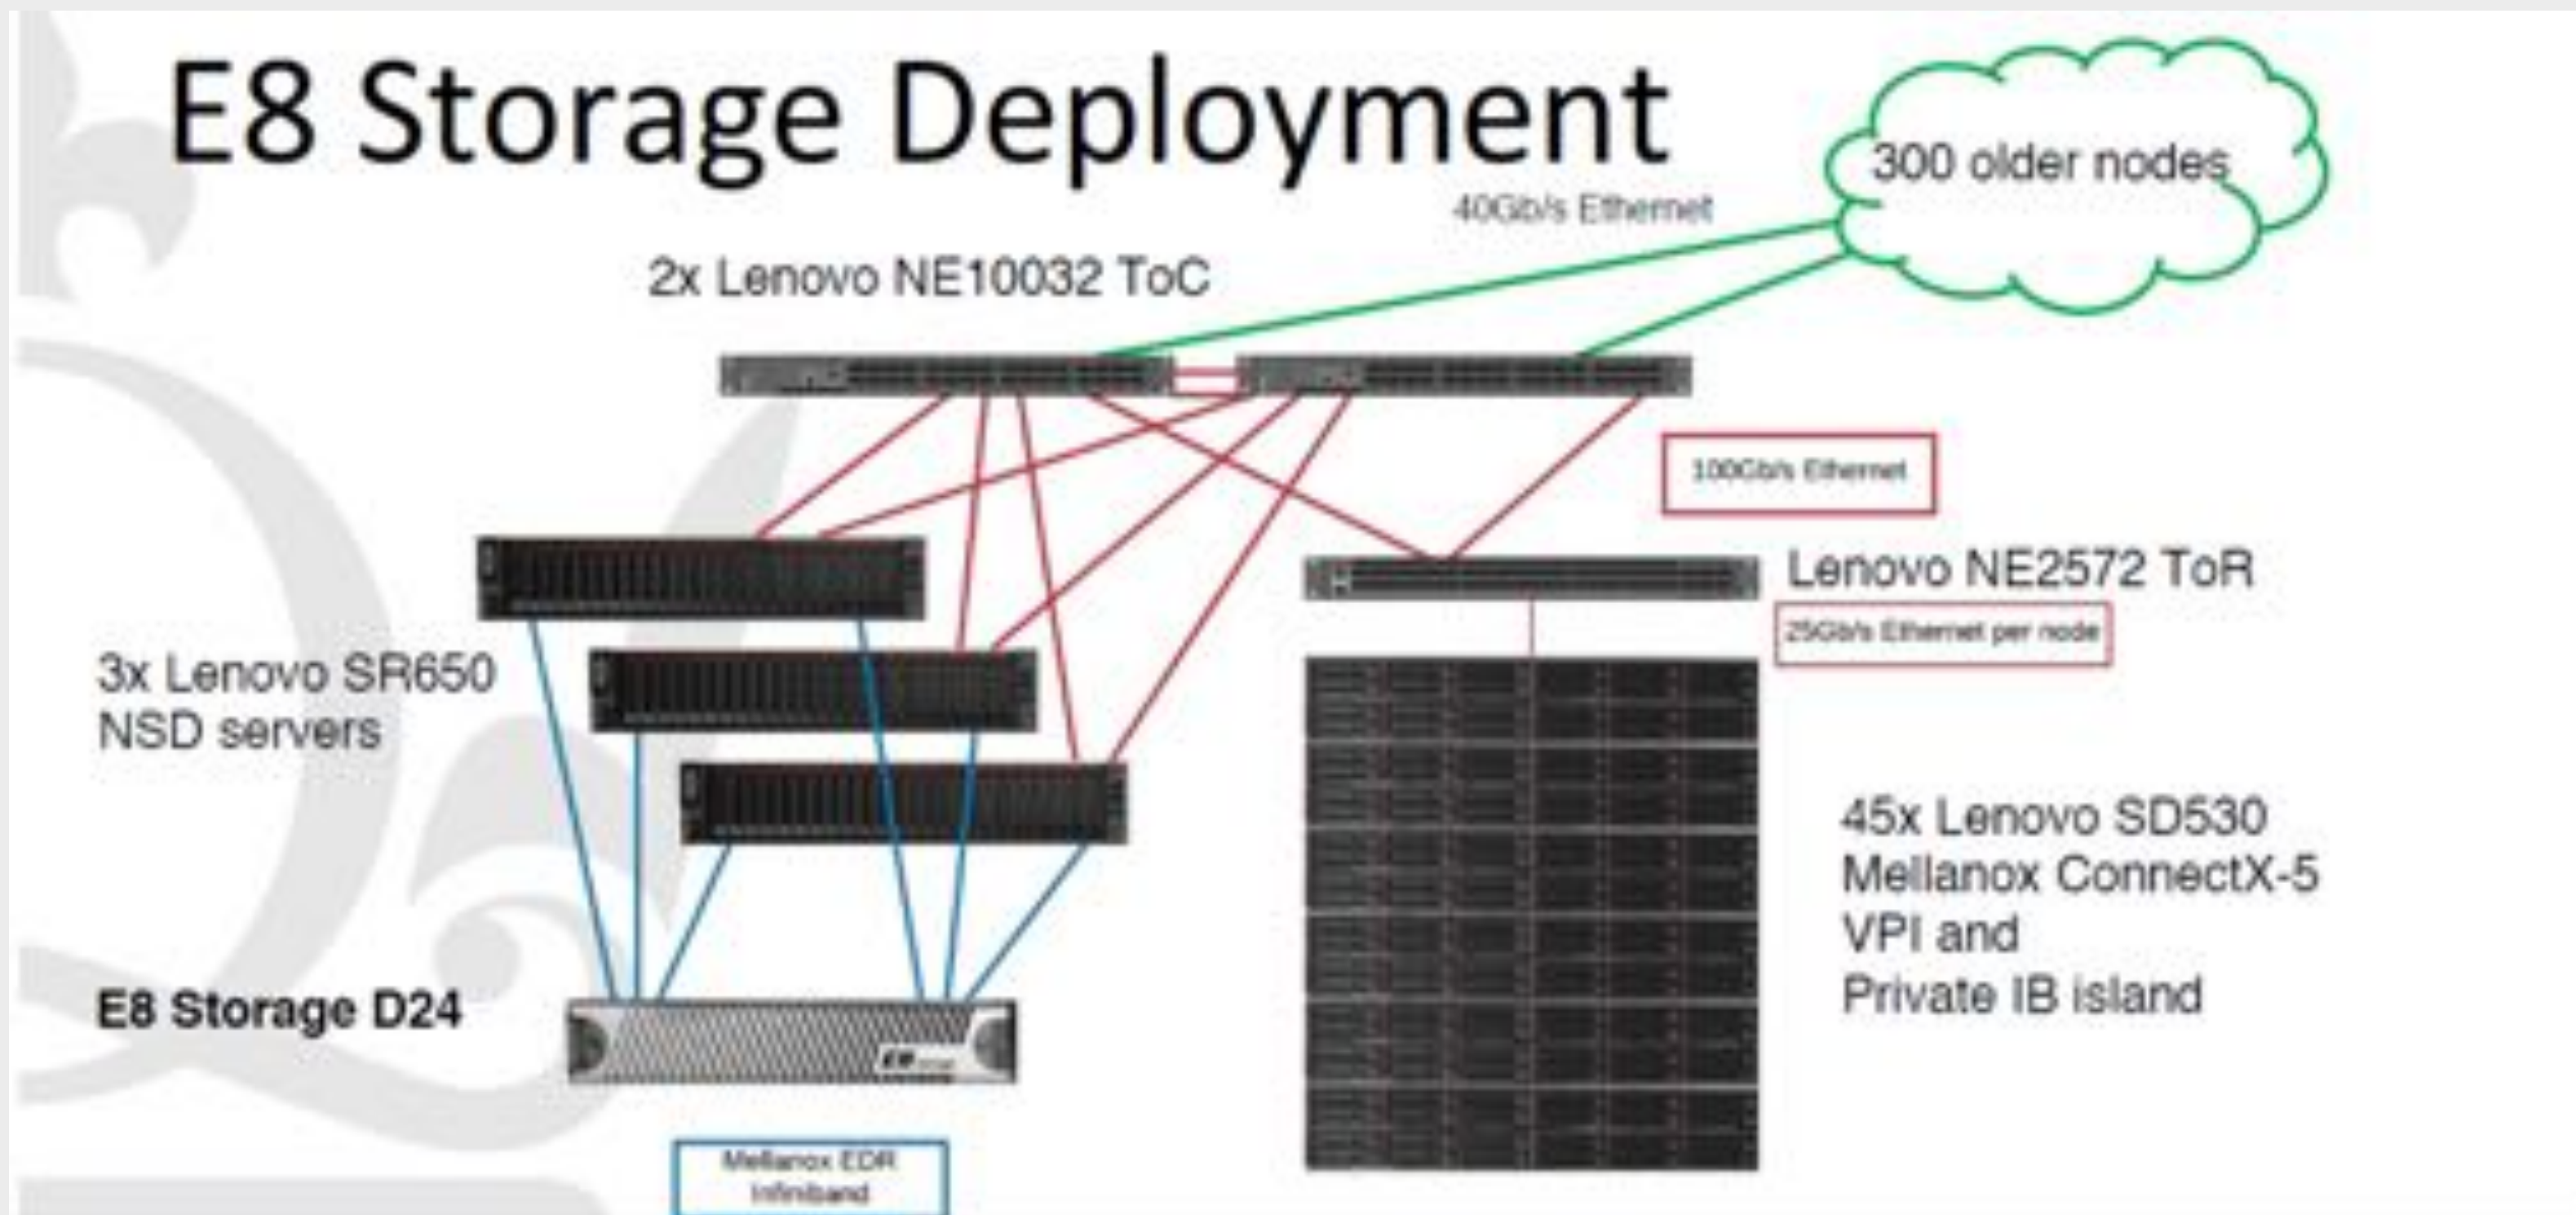 E8 Storage Deployment
300 older nodes
40Gb/s Ethernet
2x Lenovo NE10032 ToC
100Gb/s Ethernet
Lenovo NE2572 ToR
25Gb/s Ethernet per node
3x Lenovo SR650
NSD servers
45x Lenovo SD530
Mellanox ConnectX-5
VPI and
Private IB island
E8 Storage D24
E8
Mellanox EDR
Infiniband